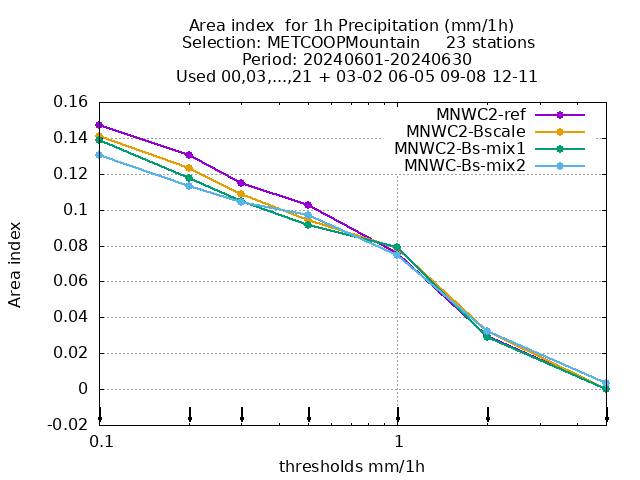 Area index  for 1h Precipitation (mm/1h)
Selection: METCOOPMountain     23 stations
Period: 20240601-20240630
Used 00,03,...,21 + 03-02 06-05 09-08 12-11
MNWC2-ref
MNWC2-Bscale
MNWC2-Bs-mix1
MNWC-Bs-mix2
0.16
0.14
0.12
0.1
0.08
0.06
0.04
0.02
0
-0.02
Area index
0.1
1
thresholds mm/1h